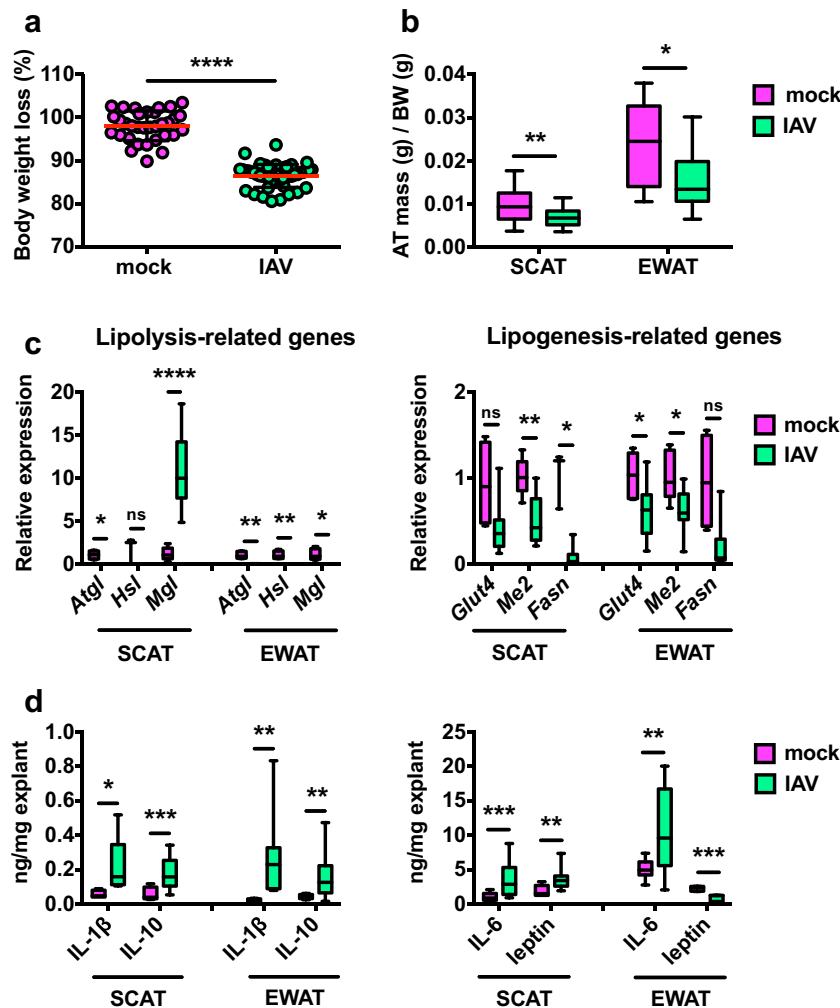 a
Body weight loss (%)
110
100
90
80
70
****
mock
IAV
b
AT mass (g) / BW (g)
0.04
0.03
0.02
0.01
0.00
**
*
SCAT
EWAT
mock
IAV
c
Lipolysis-related genes
Relative expression
20
15
10
5
0
* ns **** ** ** *
Atgl Hsl Mgl Atgl Hsl Mgl
SCAT EWAT
Lipogenesis-related genes
Relative expression
2
1
0
ns ** * * * ns
Glut4 Me2 Fasn Glut4 Me2 Fasn
SCAT EWAT
mock
IAV
d
ng/mg explant
1.0
0.8
0.6
0.4
0.2
0.0
* *** ** **
IL-1β IL-10 IL-1β IL-10
SCAT EWAT
ng/mg explant
25
20
15
10
5
0
*** ** ** ***
IL-6 leptin IL-6 leptin
SCAT EWAT
mock
IAV